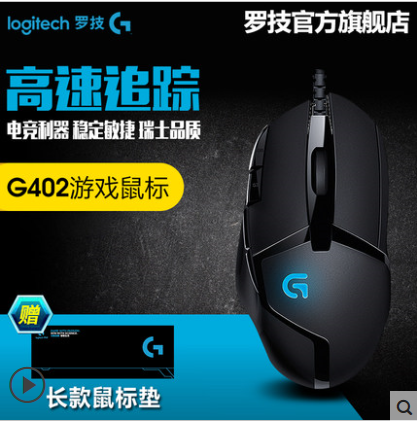 logitech 罗技
罗技官方旗舰店
高速追踪
电竞利器 稳定敏捷 瑞士品质
G402游戏鼠标
赠
长款鼠标垫